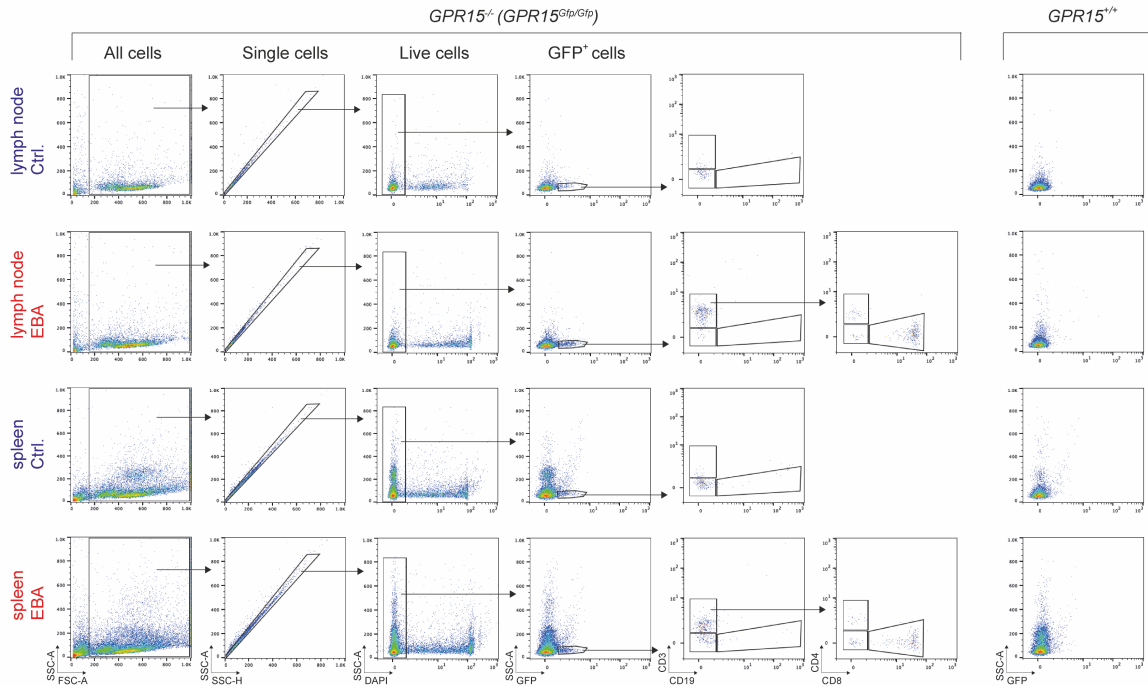 GPR15-/- (GPR15Gfp/Gfp)
GPR15+/+
All cells
Single cells
Live cells
GFP+ cells
lymph node
Ctrl.
lymph node
EBA
spleen
Ctrl.
spleen
EBA
SSC-A
FSC-A
SSC-A
SSC-H
SSC-A
DAPI
SSC-A
GFP
CD3
CD19
CD4
CD8
SSC-A
GFP